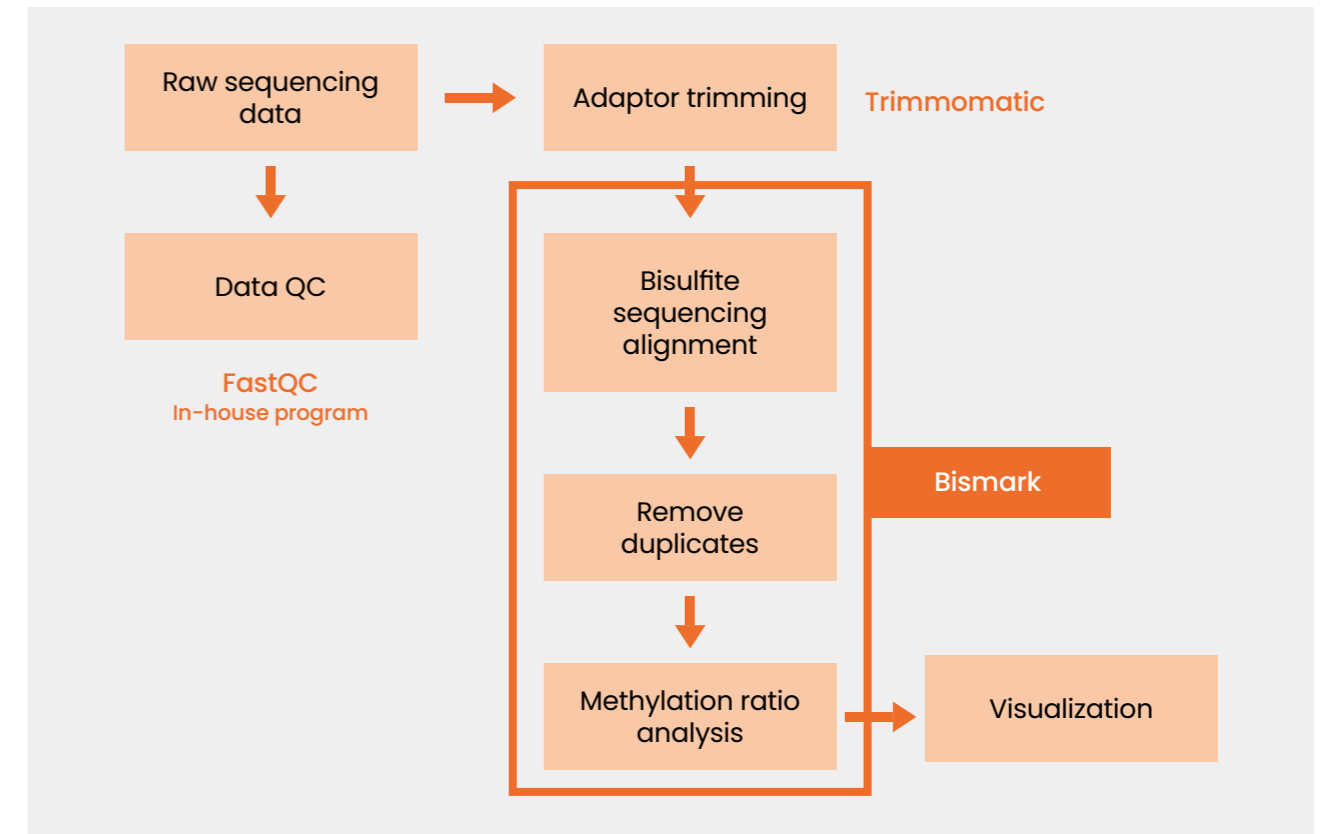 Raw sequencing
data
Adaptor trimming
Trimmomatic
Data QC
FastQC
In-house program
Bisulfite
sequencing
alignment
Remove
duplicates
Bismark
Methylation ratio
analysis
Visualization